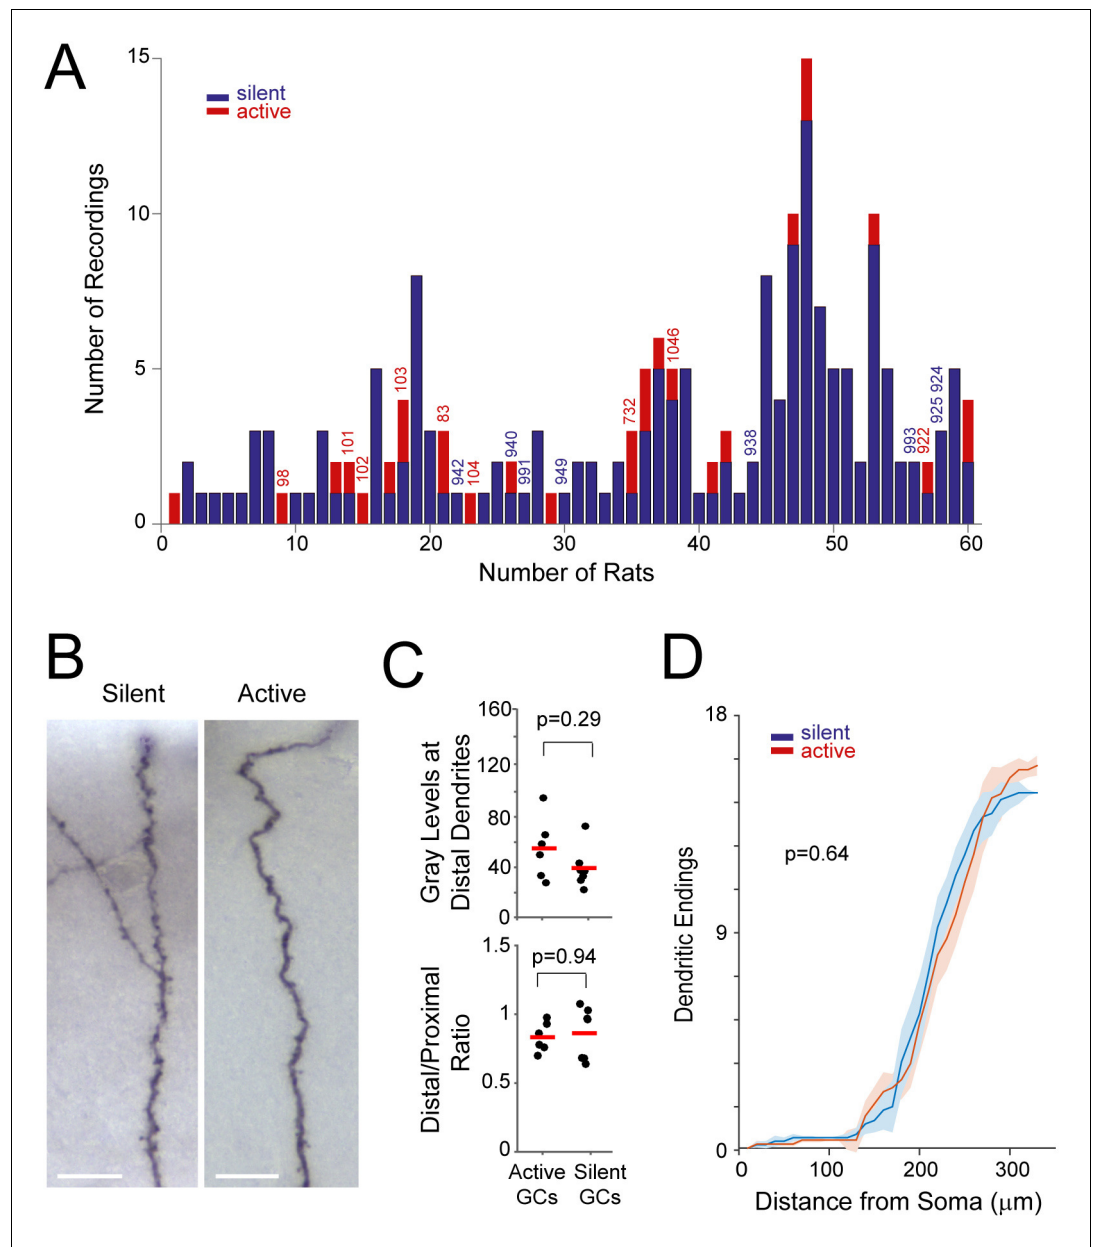 A
15
10
5
0
silent
active
Number of Recordings
98
101
102
103
83
942
104
940
991
949
732
1046
938
993
922
925 924
0 10 20 30 40 50 60
Number of Rats
B
Silent Active
C
160
120
80
40
0
p=0.29
Gray Levels at
Distal Dendrites
1.5
1
0.5
0
p=0.94
Distal/Proximal
Ratio
Active Silent
GCs GCs
D
18
9
0
silent
active
p=0.64
Dendritic Endings
0 100 200 300
Distance from Soma (μm)